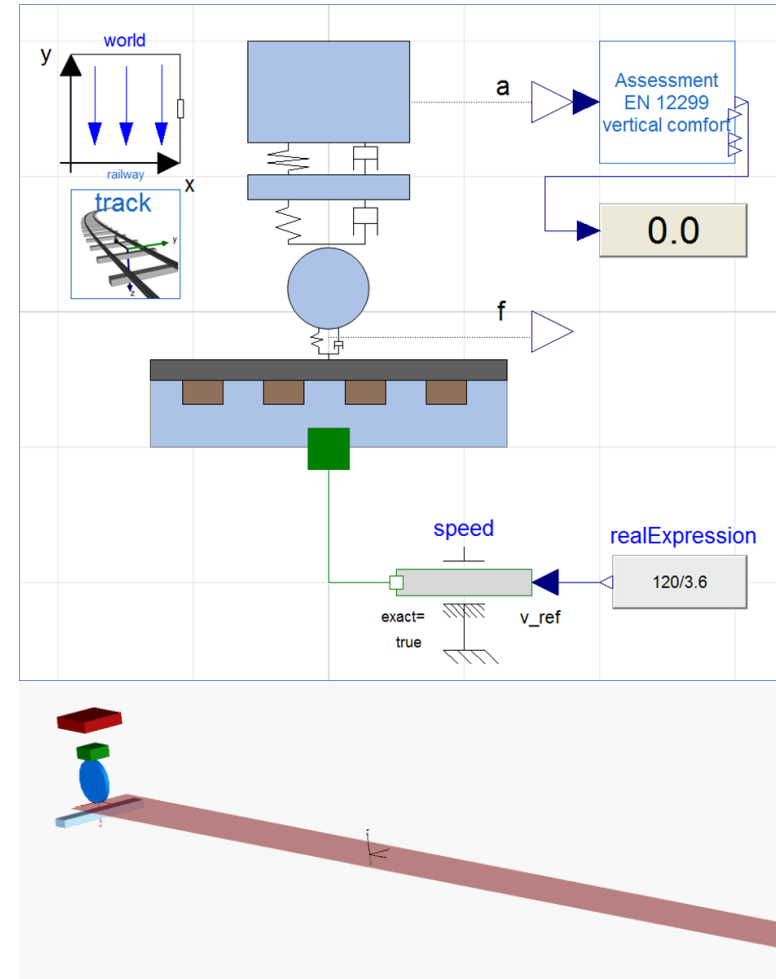 world
y
railway
x
track
y
z
a
Assessment
EN 12299
vertical comfort
0.0
f
speed
realExpression
120/3.6
exact=
true
v_ref